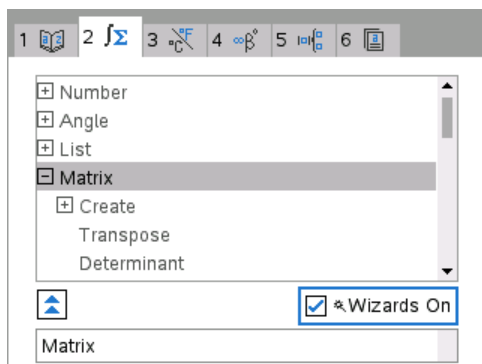 1 2 ∫Σ 3 °C °F 4 ∞β° 5 6
Number
Angle
List
Matrix
Create
Transpose
Determinant
Wizards On
Matrix